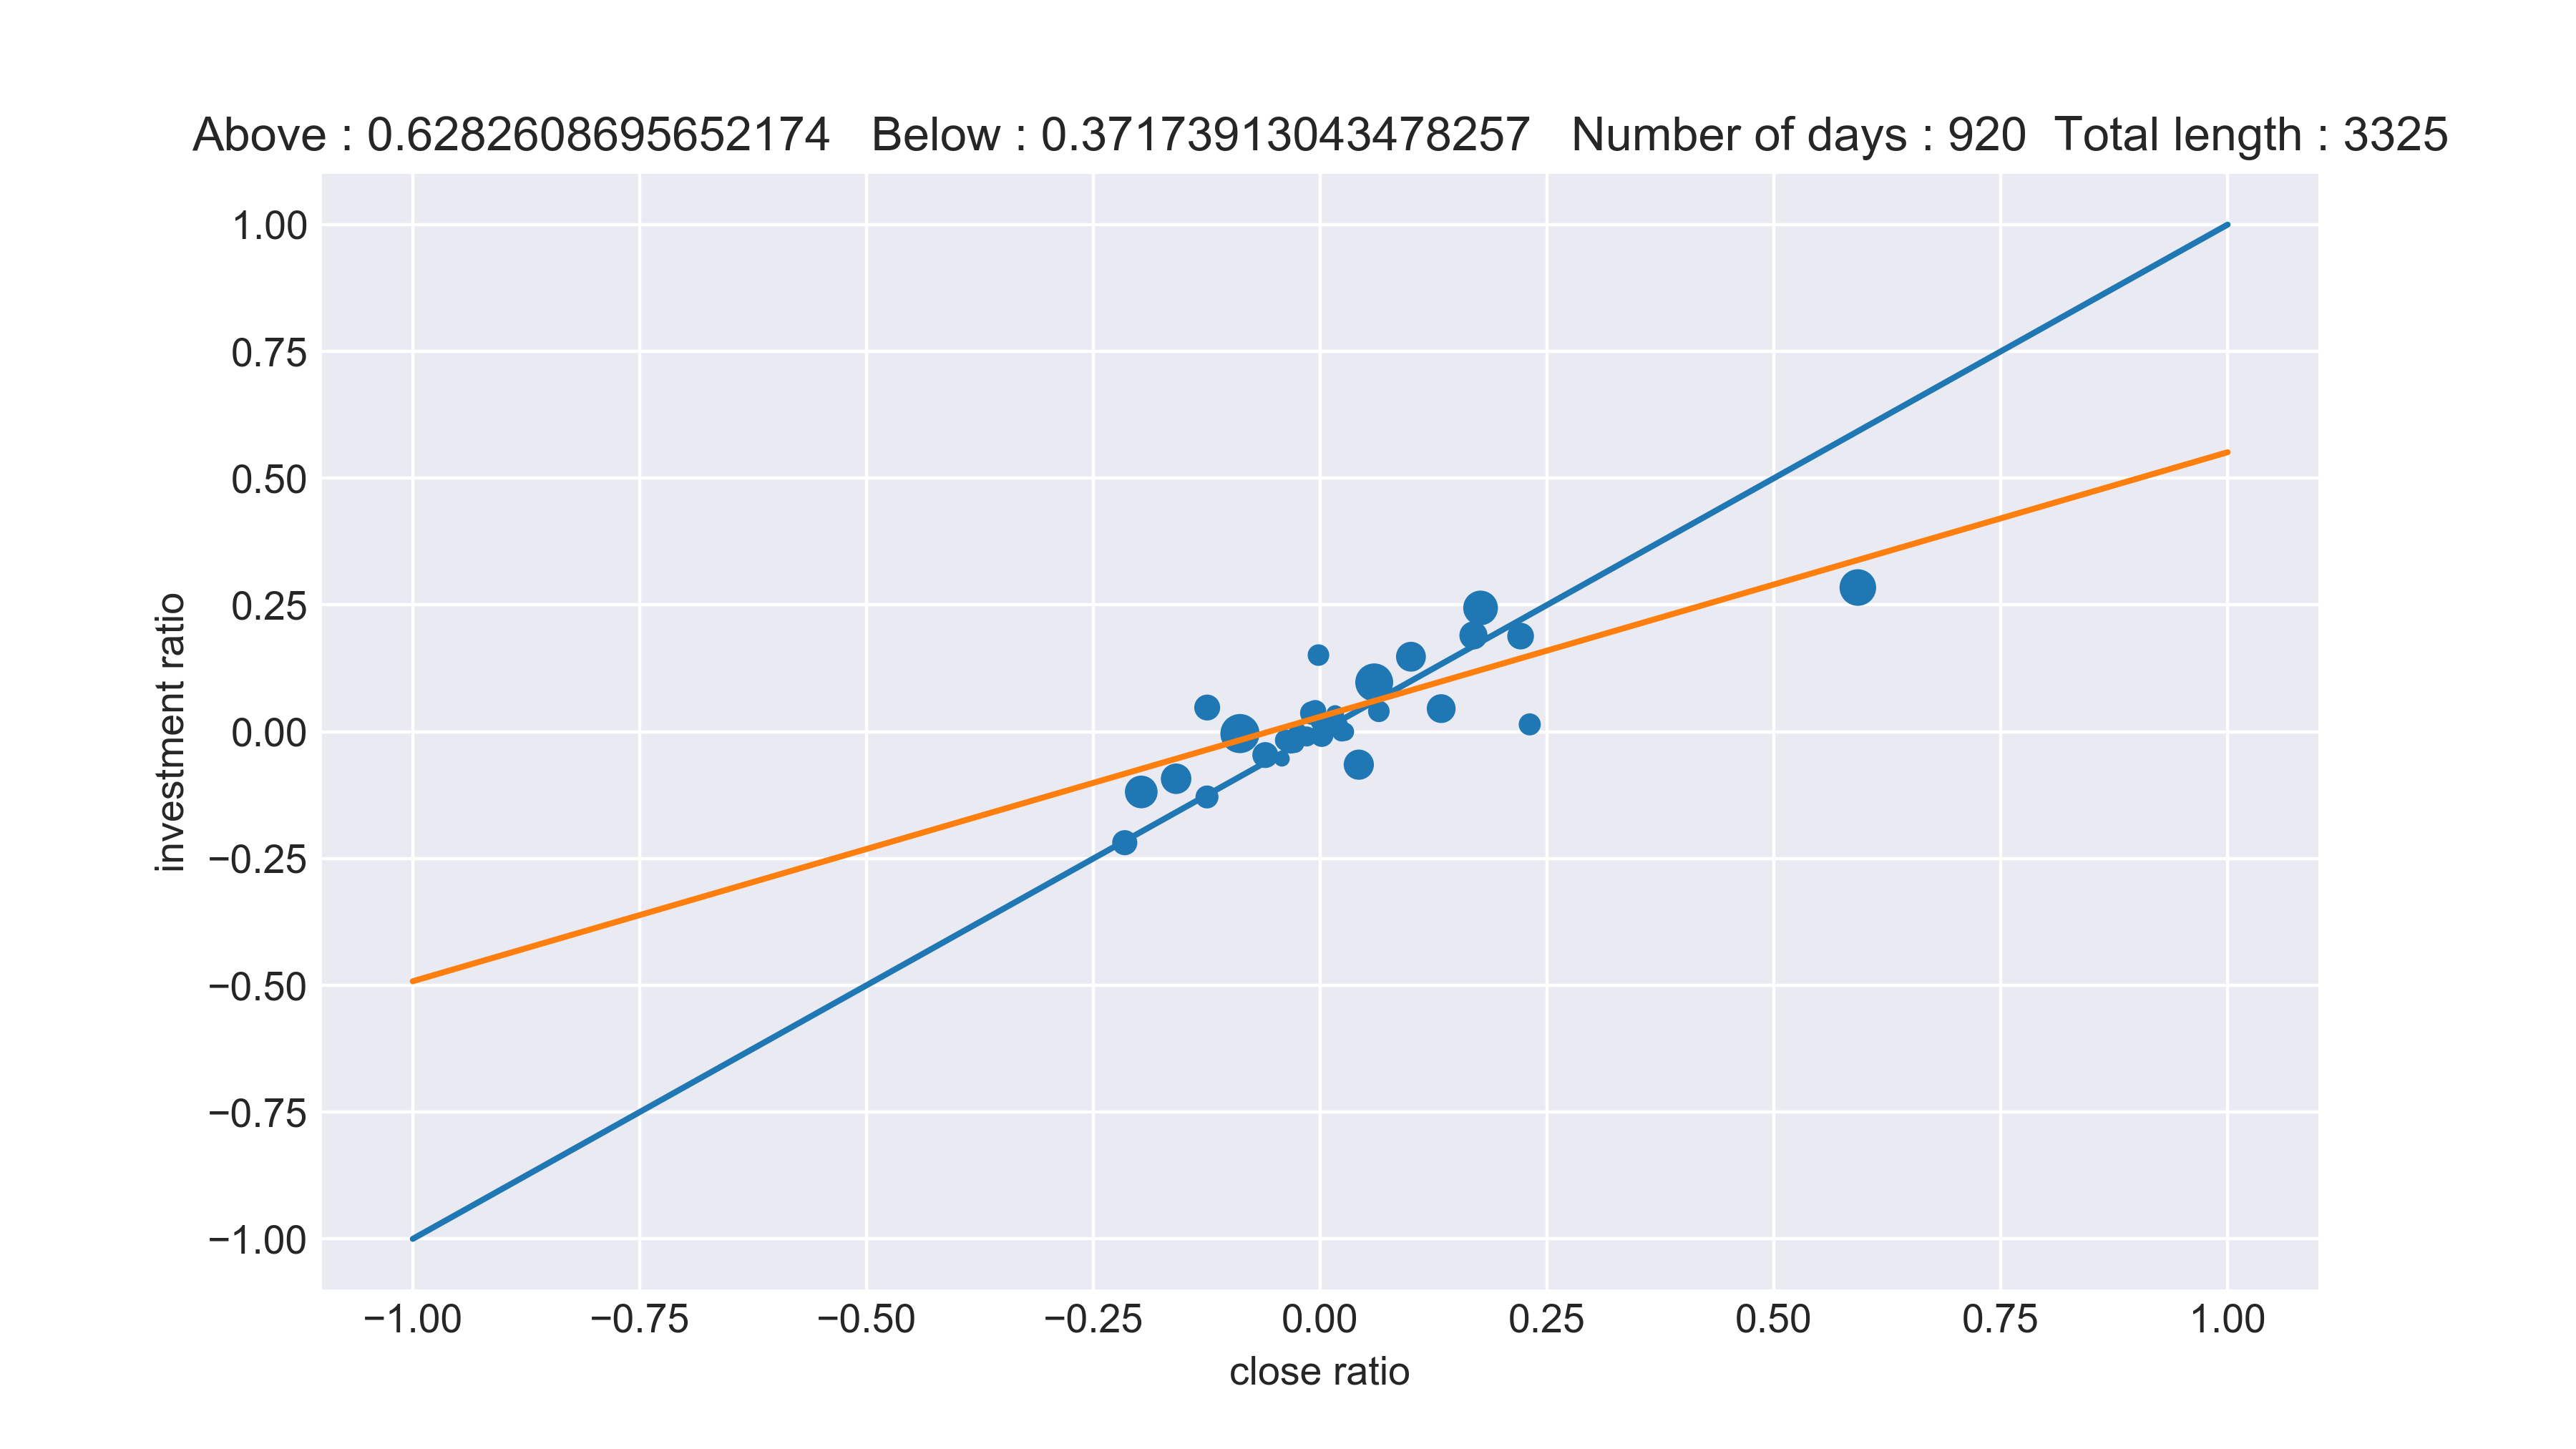 Above : 0.6282608695652174   Below : 0.37173913043478257   Number of days : 920  Total length : 3325
1.00
0.75
0.50
0.25
0.00
−0.25
−0.50
−0.75
−1.00
investment ratio
−1.00 −0.75 −0.50 −0.25 0.00 0.25 0.50 0.75 1.00
close ratio